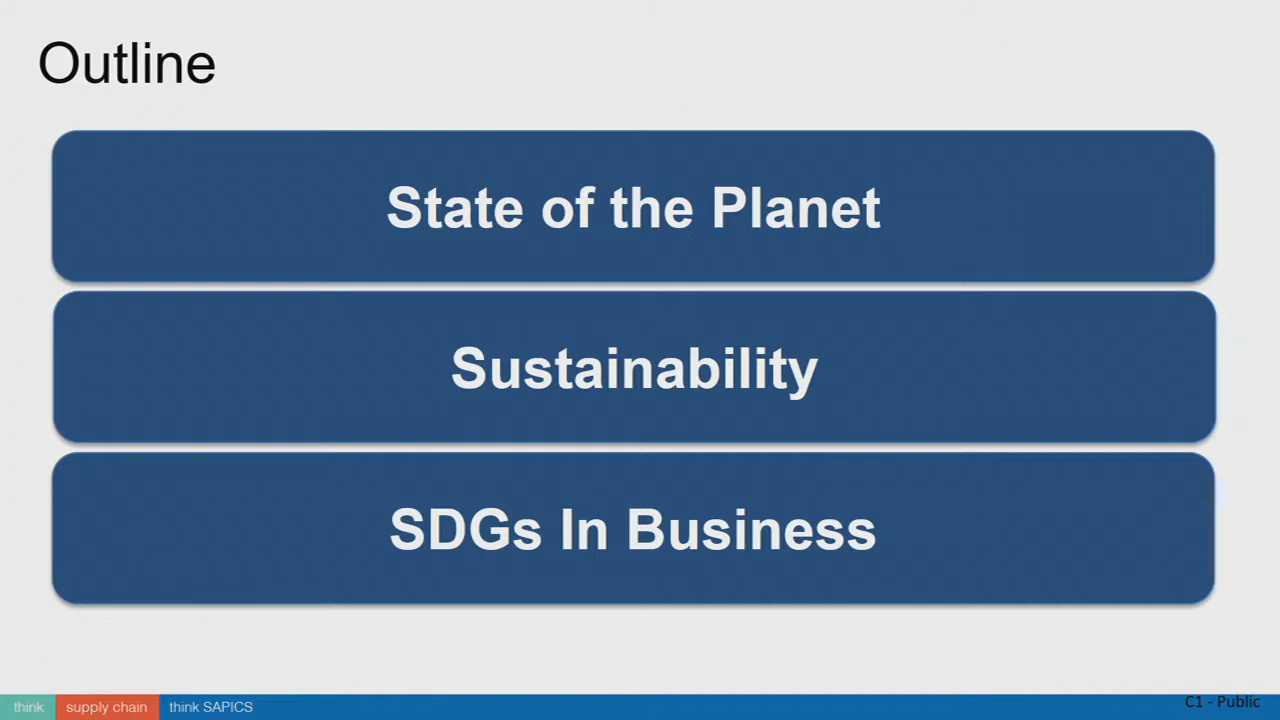 Outline
State of the Planet
Sustainability
SDGs In Business
think supply chain think SAPICS
C1 - Public